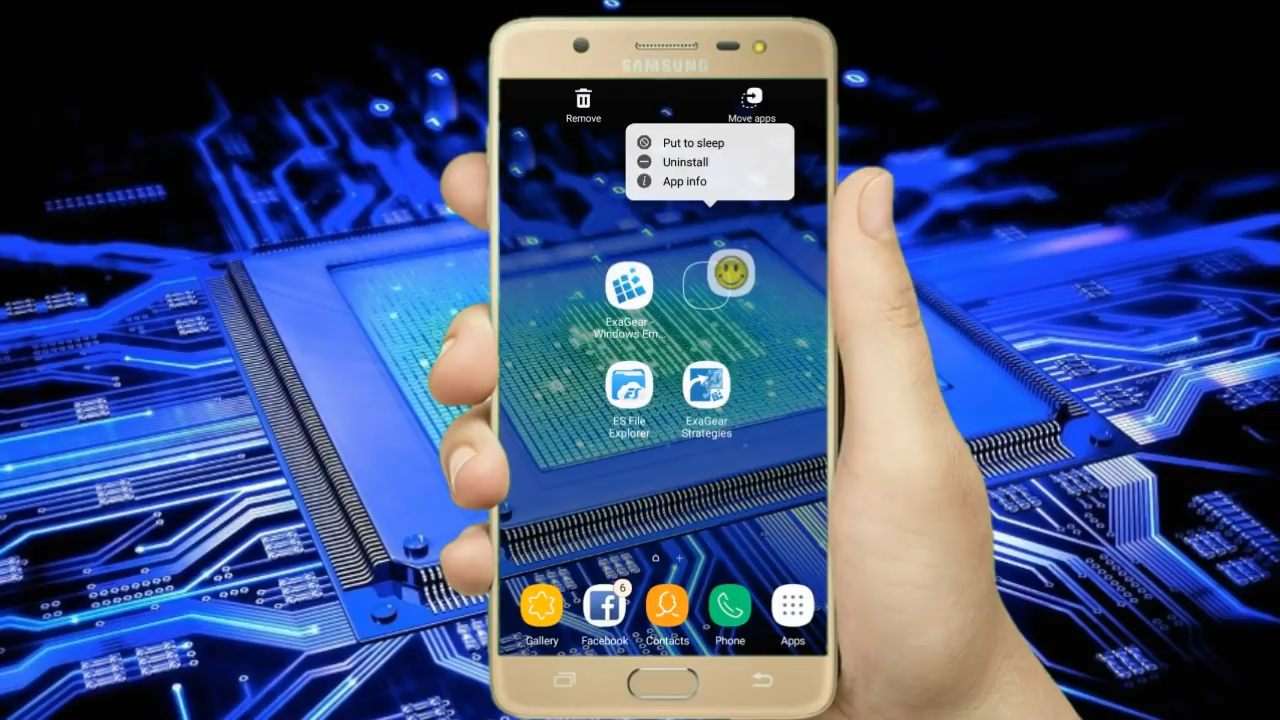 SAMSUNG
Remove
Move apps
Put to sleep
Uninstall
App info
ExaGear -
Windows Em...
ES File
Explorer
ExaGear
Strategies
6
Gallery
Facebook
Contacts
Phone
Apps